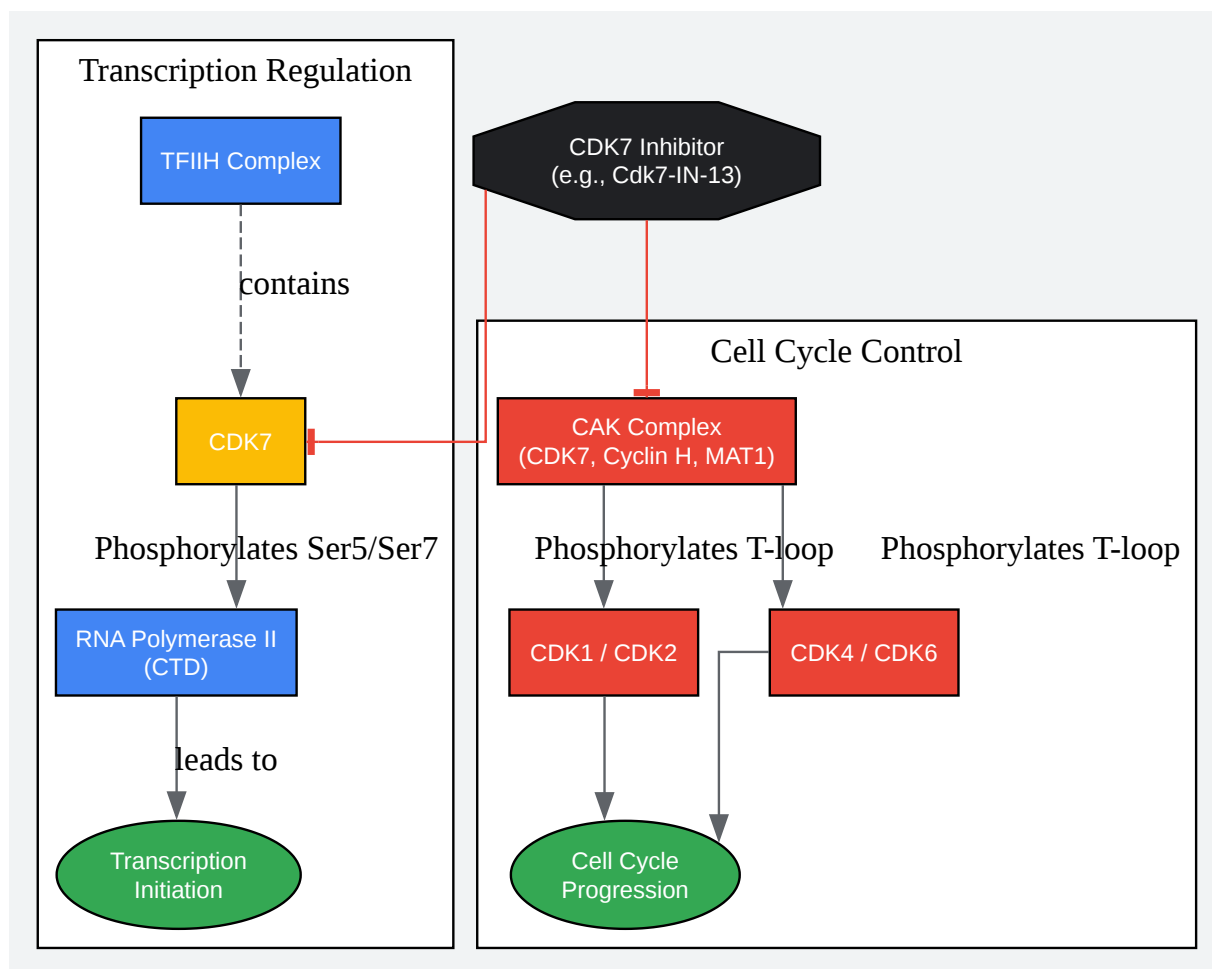 Transcription Regulation
TFIIH Complex
contains
CDK7
Phosphorylates Ser5/Ser7
RNA Polymerase II
(CTD)
leads to
Transcription
Initiation
CDK7 Inhibitor
(e.g., Cdk7-IN-13)
Cell Cycle Control
CAK Complex
(CDK7, Cyclin H, MAT1)
Phosphorylates T-loop
Phosphorylates T-loop
CDK1 / CDK2
CDK4 / CDK6
Cell Cycle
Progression